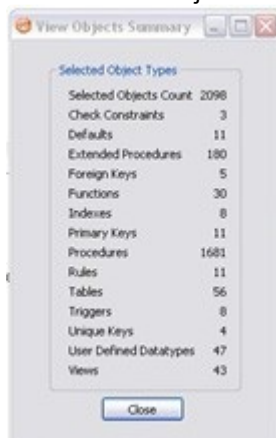 View Objects Summary
Selected Object Types
Selected Objects Count 2098
Check Constraints 3
Defaults 11
Extended Procedures 180
Foreign Keys 5
Functions 30
Indexes 8
Primary Keys 11
Procedures 1681
Rules 11
Tables 56
Triggers 8
Unique Keys 4
User Defined Datatypes 47
Views 43
Close